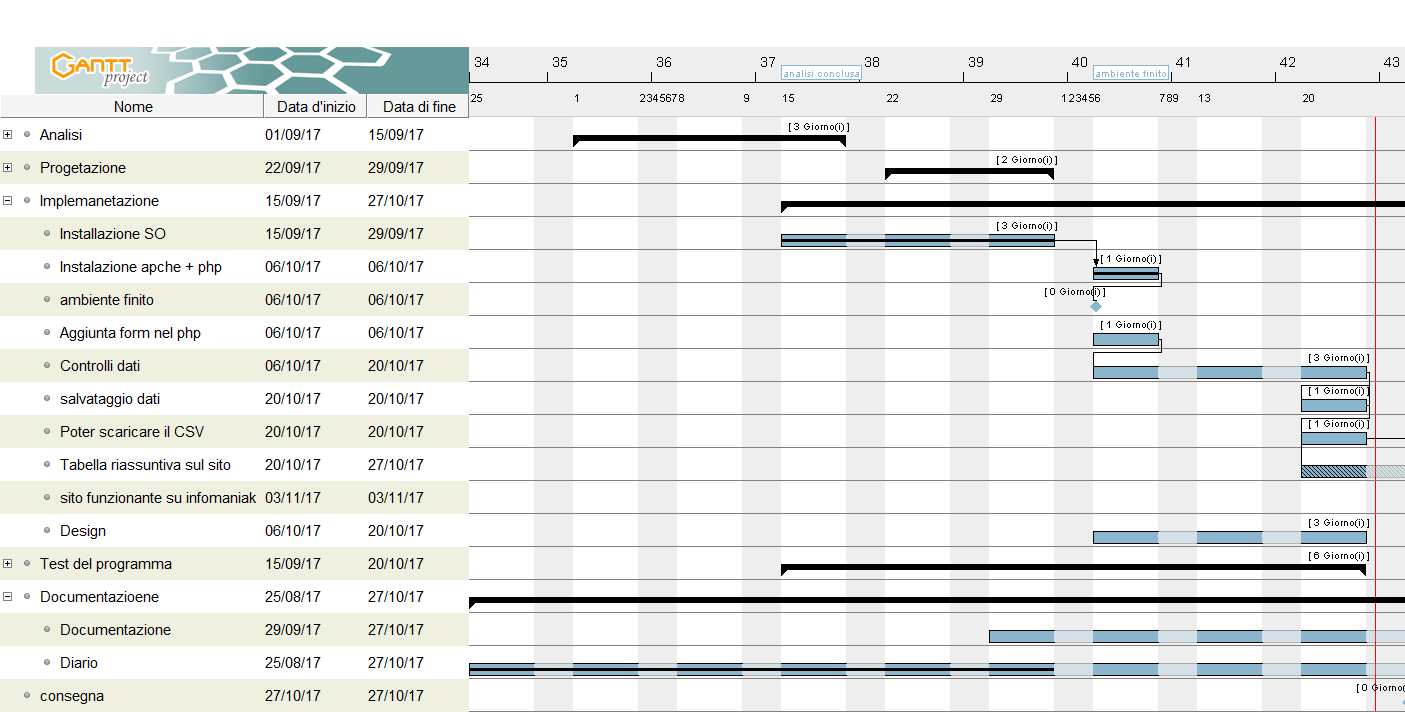 GANTT
project
34 35 36 37 38 39 40 41 42 43
analisi conclusa ambiente finito
Nome Data d'inizio Data di fine
25 1 2345678 9 15 22 29 123456 789 13 20
Analisi 01/09/17 15/09/17 [3 Giorno(i)]
Progetazione 22/09/17 29/09/17 [2 Giorno(i)]
Implemanetazione 15/09/17 27/10/17
Installazione SO 15/09/17 29/09/17 [3 Giorno(i)]
Instalazione apche + php 06/10/17 06/10/17 [1 Giorno(i)]
ambiente finito 06/10/17 06/10/17 [0 Giorno(i)]
Aggiunta form nel php 06/10/17 06/10/17 [1 Giorno(i)]
Controlli dati 06/10/17 20/10/17 [3 Giorno(i)]
salvataggio dati 20/10/17 20/10/17 [1 Giorno(i)]
Poter scaricare il CSV 20/10/17 20/10/17 [1 Giorno(i)]
Tabella riassuntiva sul sito 20/10/17 27/10/17
sito funzionante su infomaniak 03/11/17 03/11/17
Design 06/10/17 20/10/17 [3 Giorno(i)]
Test del programma 15/09/17 20/10/17 [6 Giorno(i)]
Documentazioene 25/08/17 27/10/17
Documentazione 29/09/17 27/10/17
Diario 25/08/17 27/10/17
consegna 27/10/17 27/10/17 [0 Giorno(